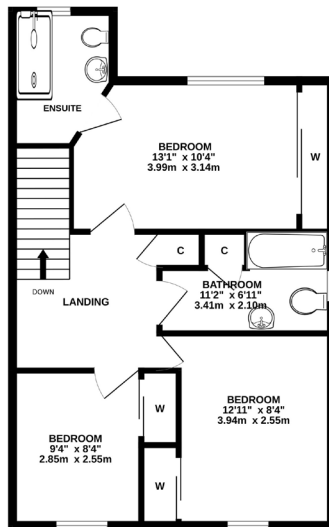 ENSUITE
BEDROOM
13'1" x 10'4"
3.99m x 3.14m
W
C
C
DOWN
LANDING
BATHROOM
11'2" x 6'11"
3.41m x 2.10m
BEDROOM
9'4" x 8'4"
2.85m x 2.55m
W
W
BEDROOM
12'11" x 8'4"
3.94m x 2.55m